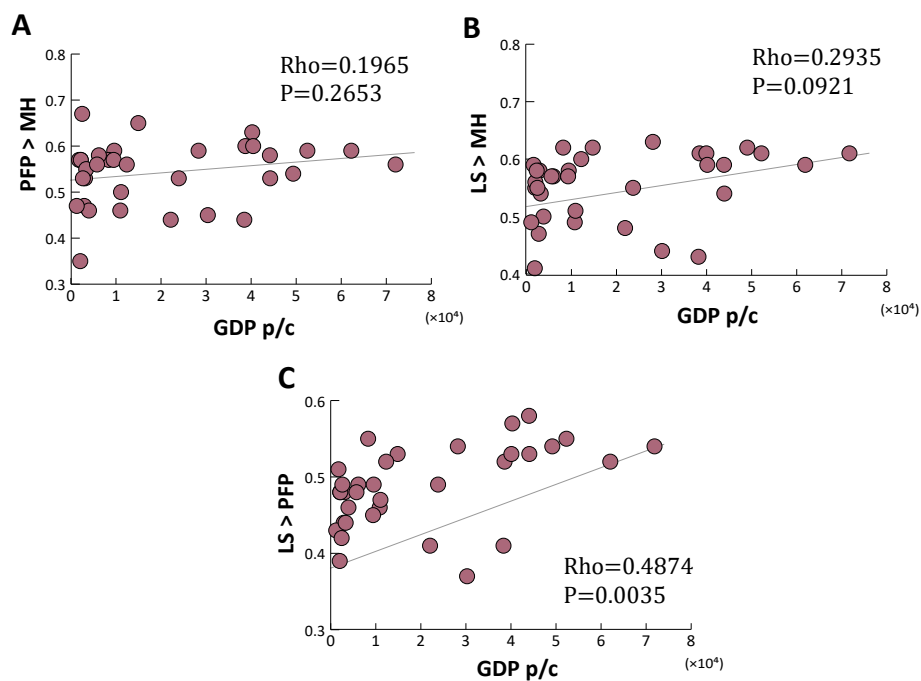 A
PFP > MH
Rho=0.1965
P=0.2653
0.8
0.7
0.6
0.5
0.4
0.3
0 1 2 3 4 5 6 7 8
GDP p/c
(×10⁴)
B
LS > MH
Rho=0.2935
P=0.0921
0.8
0.7
0.6
0.5
0.4
0 1 2 3 4 5 6 7 8
GDP p/c
(×10⁴)
C
LS > PFP
Rho=0.4874
P=0.0035
0.6
0.5
0.4
0.3
0 1 2 3 4 5 6 7 8
GDP p/c
(×10⁴)